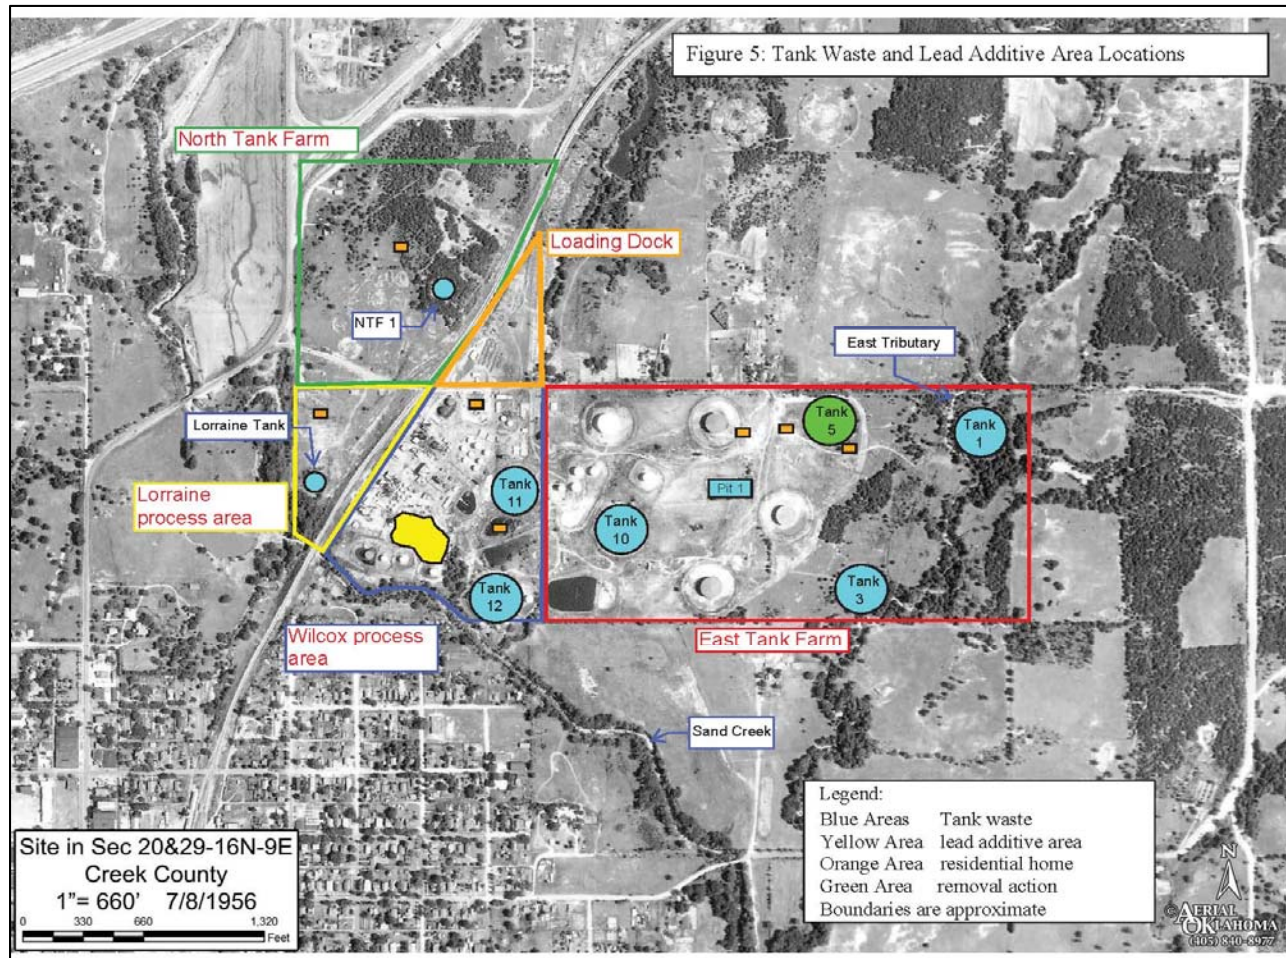 Figure 5: Tank Waste and Lead Additive Area Locations
North Tank Farm
Loading Dock
NTF 1
East Tributary
Lorraine Tank
Tank
5
Tank
1
Lorraine
process area
Tank
11
Pit 1
Tank
10
Tank
12
Tank
3
Wilcox process
area
East Tank Farm
Sand Creek
Legend:
Blue Areas Tank waste
Yellow Area lead additive area
Orange Area residential home
Green Area removal action
Boundaries are approximate
Site in Sec 20&29-16N-9E
Creek County
1"= 660' 7/8/1956
0 330 660 1,320
Feet
N
© AERIAL
OKLAHOMA
(405) 840-8977